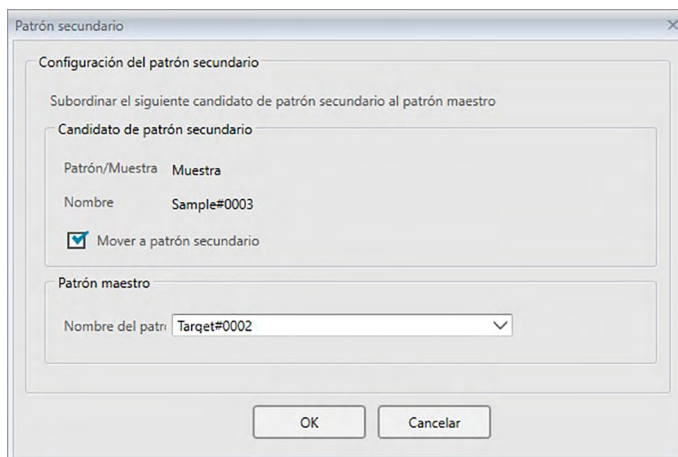 Patrón secundario
Configuración del patrón secundario
Subordinar el siguiente candidato de patrón secundario al patrón maestro
Candidato de patrón secundario
Patrón/Muestra Muestra
Nombre Sample#0003
Mover a patrón secundario
Patrón maestro
Nombre del patr Target#0002
OK Cancelar